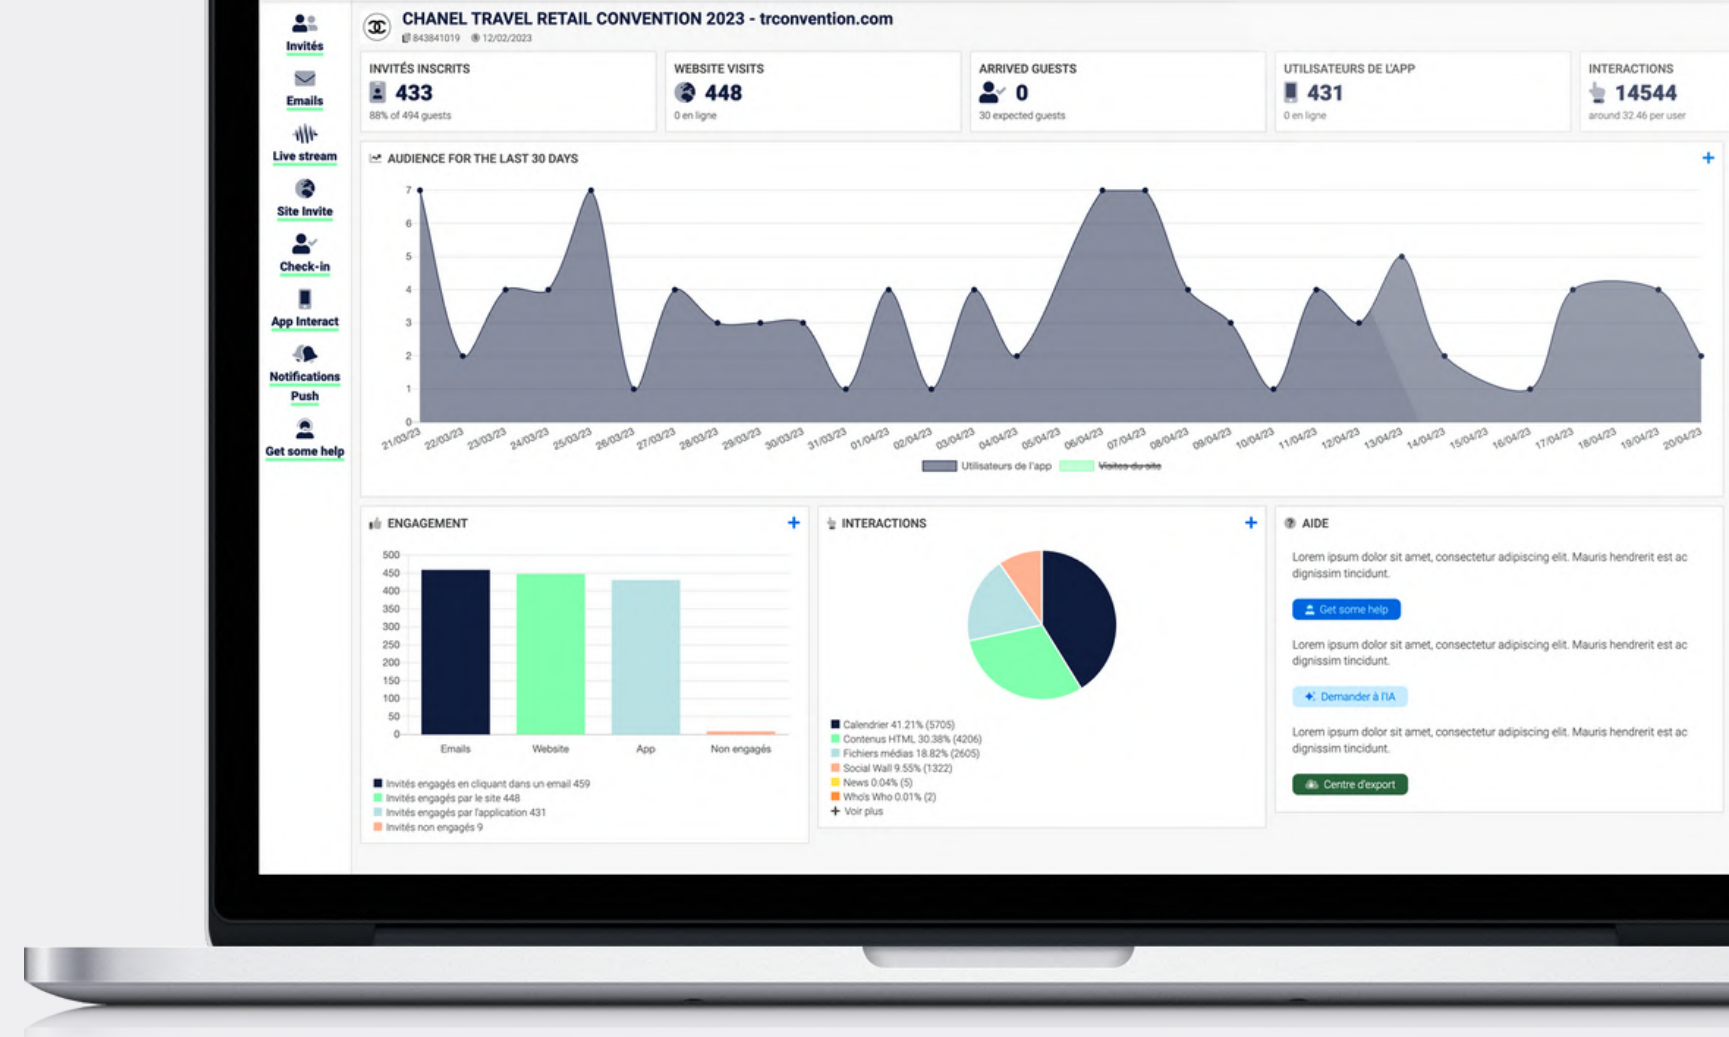 CHANEL TRAVEL RETAIL CONVENTION 2023 - trconvention.com
843841019 12/02/2023
Invités
Emails
Live stream
Site Invite
Check-in
App Interact
Notifications
Push
Get some help
INVITÉS INSCRITS
433
88% of 494 guests
WEBSITE VISITS
448
0 en ligne
ARRIVED GUESTS
0
30 expected guests
UTILISATEURS DE L'APP
431
0 en ligne
INTERACTIONS
14544
around 32.46 per user
AUDIENCE FOR THE LAST 30 DAYS
7
6
5
4
3
2
1
0
21/03/23 22/03/23 23/03/23 24/03/23 25/03/23 26/03/23 27/03/23 28/03/23 29/03/23 30/03/23 31/03/23 01/04/23 02/04/23 03/04/23 04/04/23 05/04/23 06/04/23 07/04/23 08/04/23 09/04/23 10/04/23 11/04/23 12/04/23 13/04/23 14/04/23 15/04/23 16/04/23 17/04/23 18/04/23 19/04/23 20/04/23
Utilisateurs de l'app Visites du site
ENGAGEMENT
500
450
400
350
300
250
200
150
100
50
0
Emails Website App Non engagés
Invités engagés en cliquant dans un email 459
Invités engagés par le site 448
Invités engagés par l'application 431
Invités non engagés 9
INTERACTIONS
Calendrier 41.21% (5705)
Contenus HTML 30.38% (4206)
Fichiers médias 18.82% (2605)
Social Wall 9.55% (1322)
News 0.04% (5)
Who's Who 0.01% (2)
+ Voir plus
AIDE
Lorem ipsum dolor sit amet, consectetur adipiscing elit. Mauris hendrerit est ac
dignissim tincidunt.
Get some help
Lorem ipsum dolor sit amet, consectetur adipiscing elit. Mauris hendrerit est ac
dignissim tincidunt.
Demander à l'IA
Lorem ipsum dolor sit amet, consectetur adipiscing elit. Mauris hendrerit est ac
dignissim tincidunt.
Centre d'export